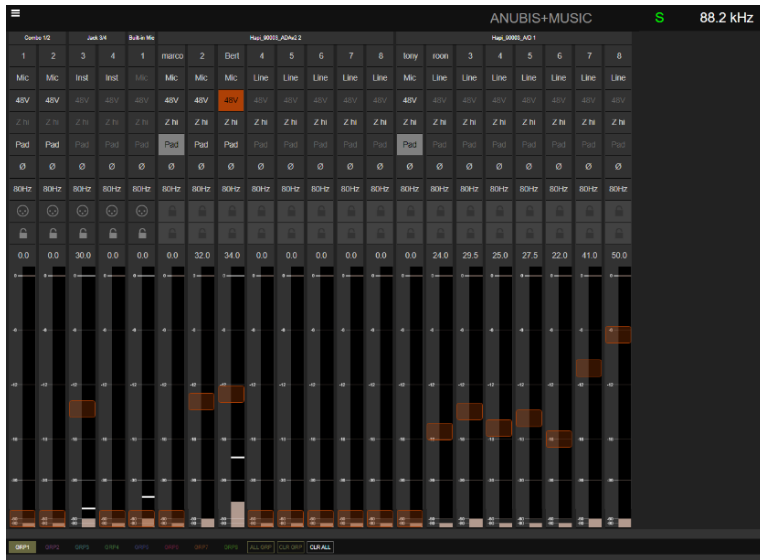 ANUBIS+MUSIC S 88.2 kHz
Combo 1/2 Jack 3/4 Built-in Mic Hapi_90003_ADAe2 2 Hapi_90003_A/D 1
1 2 3 4 1 marco 2 Bert 4 5 6 7 8 tony roon 3 4 5 6 7 8
Mic Mic Inst Inst Mic Mic Mic Mic Line Line Line Line Line Mic Line Line Line Line Line Line Line
48V 48V 48V 48V 48V 48V 48V 48V 48V 48V 48V 48V 48V 48V 48V 48V 48V 48V 48V 48V 48V
Z hi Z hi Z hi Z hi Z hi Z hi Z hi Z hi Z hi Z hi Z hi Z hi Z hi Z hi Z hi Z hi Z hi Z hi Z hi Z hi Z hi
Pad Pad Pad Pad Pad Pad Pad Pad Pad Pad Pad Pad Pad Pad Pad Pad Pad Pad Pad Pad Pad
Ø Ø Ø Ø Ø Ø Ø Ø Ø Ø Ø Ø Ø Ø Ø Ø Ø Ø Ø Ø Ø
80Hz 80Hz 80Hz 80Hz 80Hz 80Hz 80Hz 80Hz 80Hz 80Hz 80Hz 80Hz 80Hz 80Hz 80Hz 80Hz 80Hz 80Hz 80Hz 80Hz 80Hz
0.0 0.0 30.0 0.0 0.0 0.0 32.0 34.0 0.0 0.0 0.0 0.0 0.0 0.0 24.0 29.5 25.0 27.5 22.0 41.0 50.0
GRP1 GRP2 GRP3 GRP4 GRP5 GRP6 GRP7 GRP8 ALL GRP CLR GRP CLR ALL